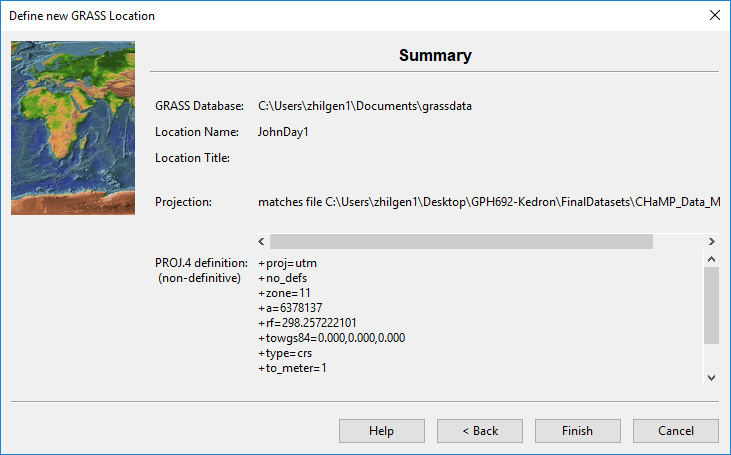 Define new GRASS Location
Summary
GRASS Database: C:\Users\zhilgen1\Documents\grassdata
Location Name: JohnDay1
Location Title:
Projection: matches file C:\Users\zhilgen1\Desktop\GPH692-Kedron\FinalDatasets\CHaMP_Data_M
PROJ.4 definition: +proj=utm
(non-definitive) +no_defs
+zone=11
+a=6378137
+rf=298.257222101
+towgs84=0.000,0.000,0.000
+type=crs
+to_meter=1
Help < Back Finish Cancel